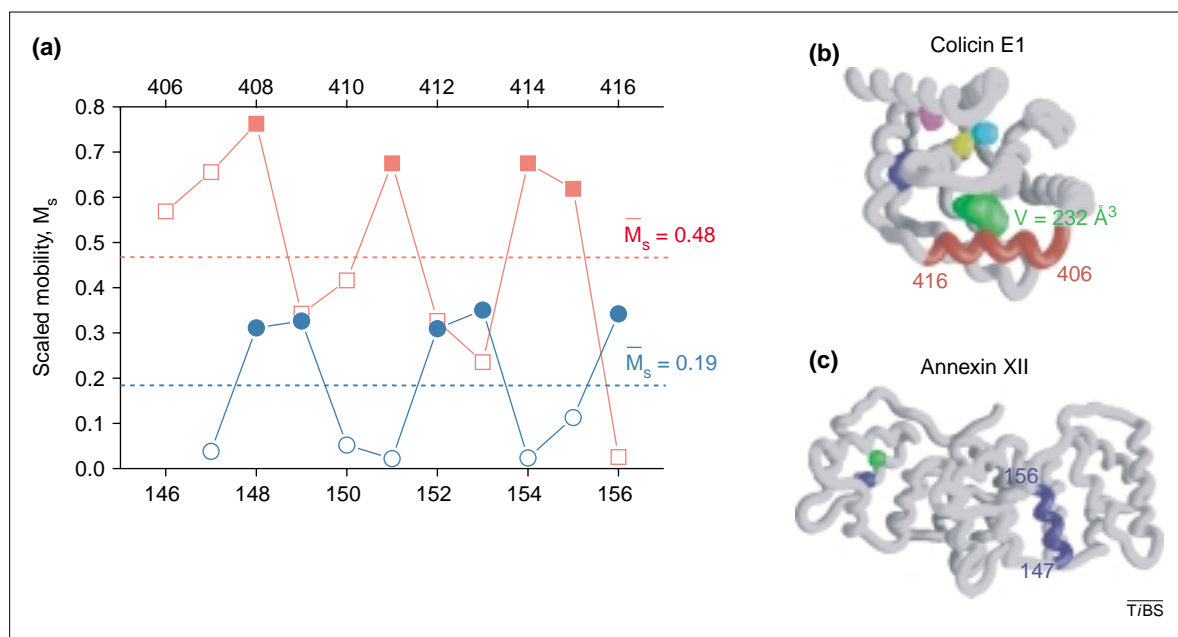 (a)
406 408 410 412 414 416
0.8
0.7
0.6
0.5
0.4
0.3
0.2
0.1
0.0
Scaled mobility, Ms
M̅s = 0.48
M̅s = 0.19
146 148 150 152 154 156
(b)
Colicin E1
V = 232 Å³
416
406
(c)
Annexin XII
156
147
TiBS